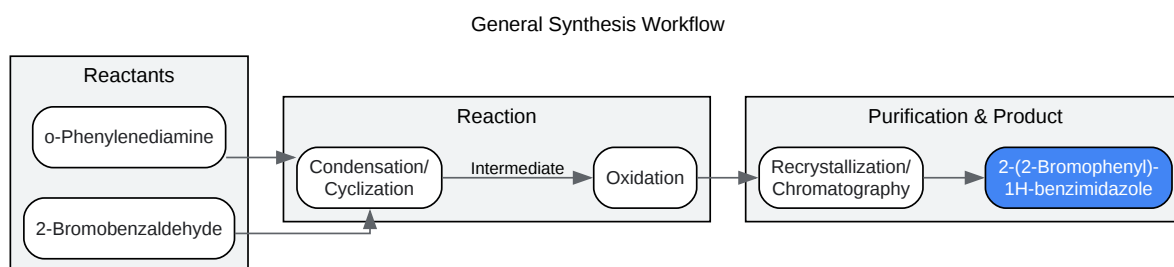 General Synthesis Workflow
Reactants
o-Phenylenediamine
2-Bromobenzaldehyde
Reaction
Condensation/
Cyclization
Intermediate
Oxidation
Purification & Product
Recrystallization/
Chromatography
2-(2-Bromophenyl)-
1H-benzimidazole